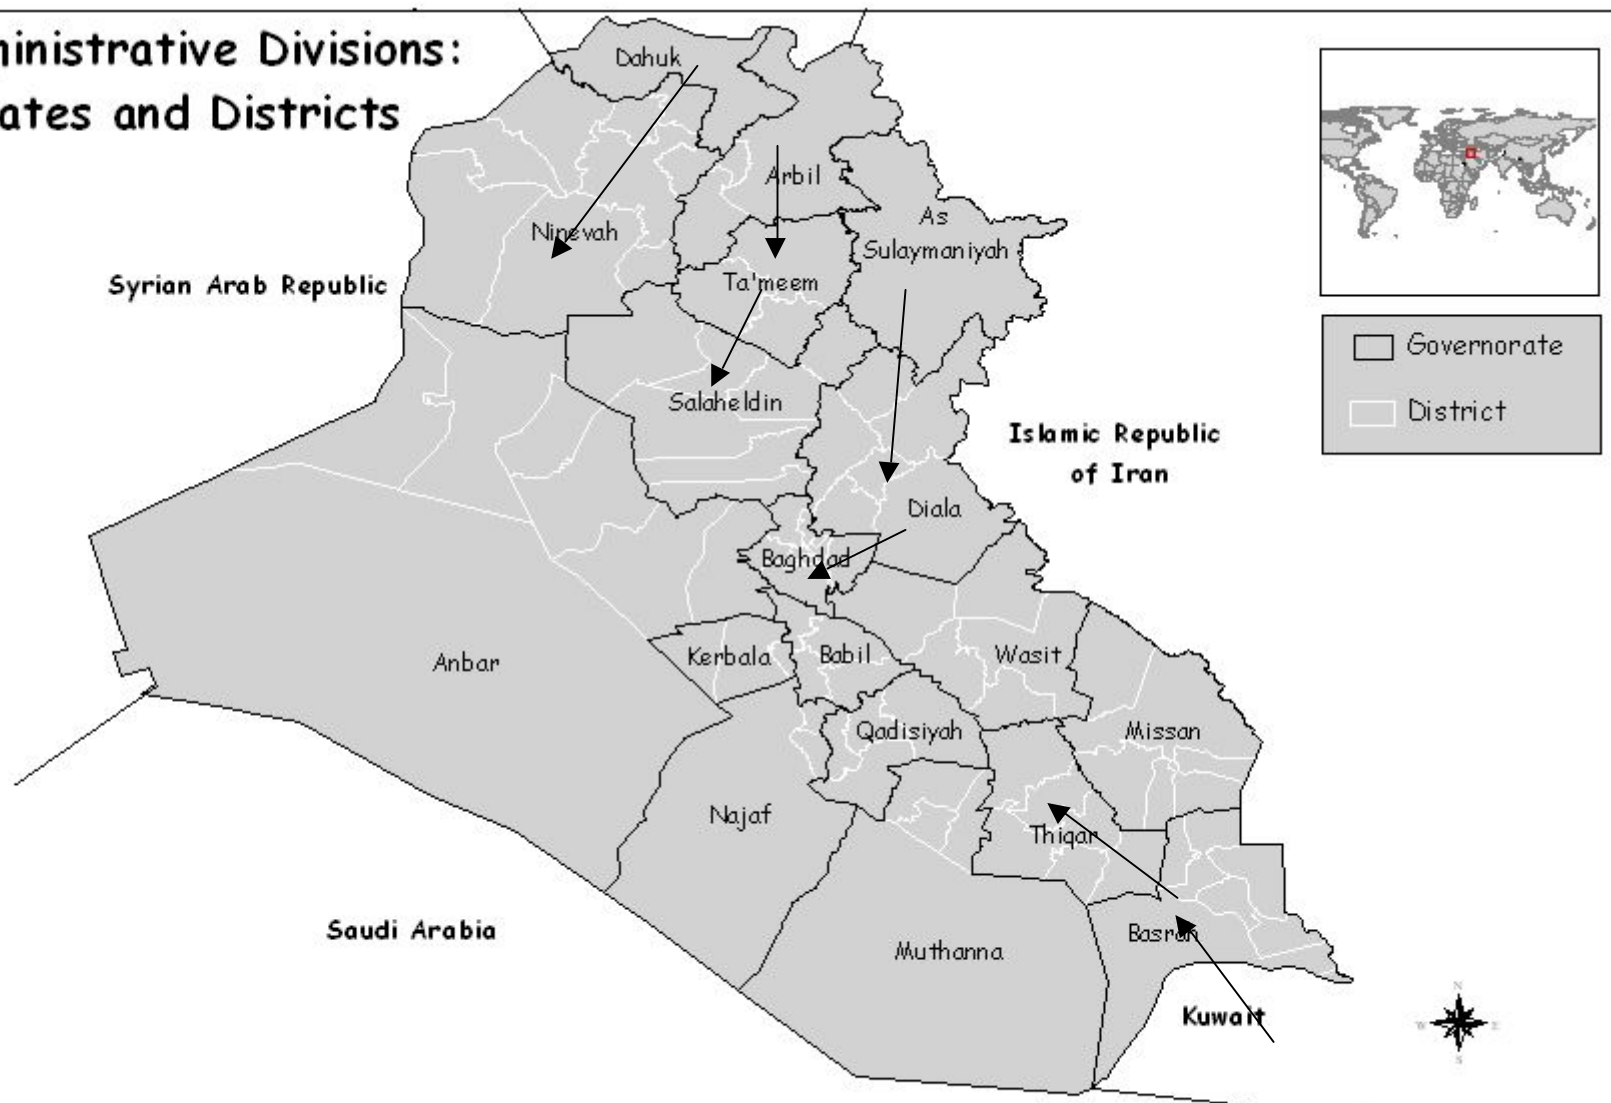 ministrative Divisions:
ates and Districts
Dahuk
Arbil
Ninevah
As
Sulaymaniyah
Syrian Arab Republic
Ta'meem
Governorate
District
Salaheldin
Islamic Republic
of Iran
Diala
Baghdad
Anbar
Kerbala
Babil
Wasit
Qadisiyah
Missan
Najaf
Thiqar
Saudi Arabia
Basrah
Muthanna
Kuwait
N
W E
S